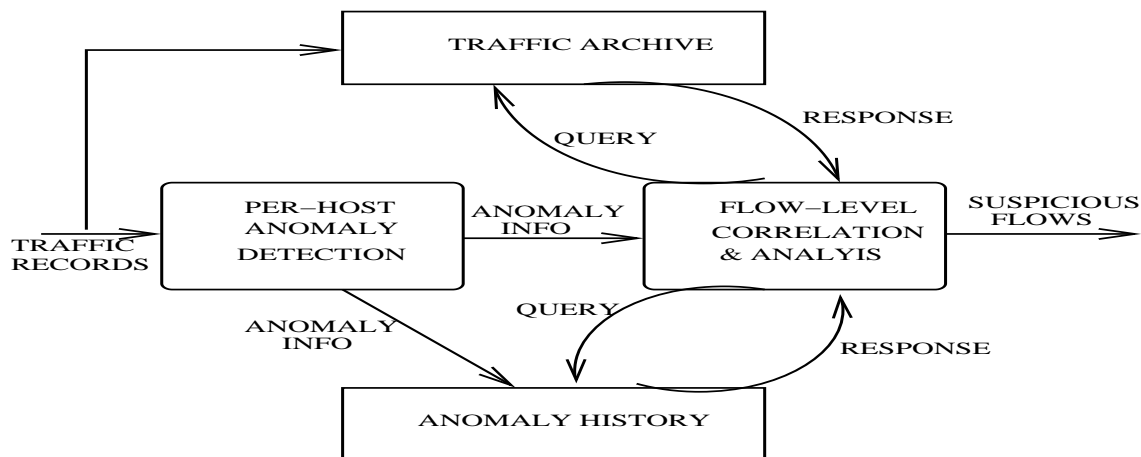 TRAFFIC ARCHIVE
RESPONSE
QUERY
PER-HOST
ANOMALY
DETECTION
ANOMALY
INFO
FLOW-LEVEL
CORRELATION
& ANALYIS
SUSPICIOUS
FLOWS
TRAFFIC
RECORDS
QUERY
ANOMALY
INFO
RESPONSE
ANOMALY HISTORY